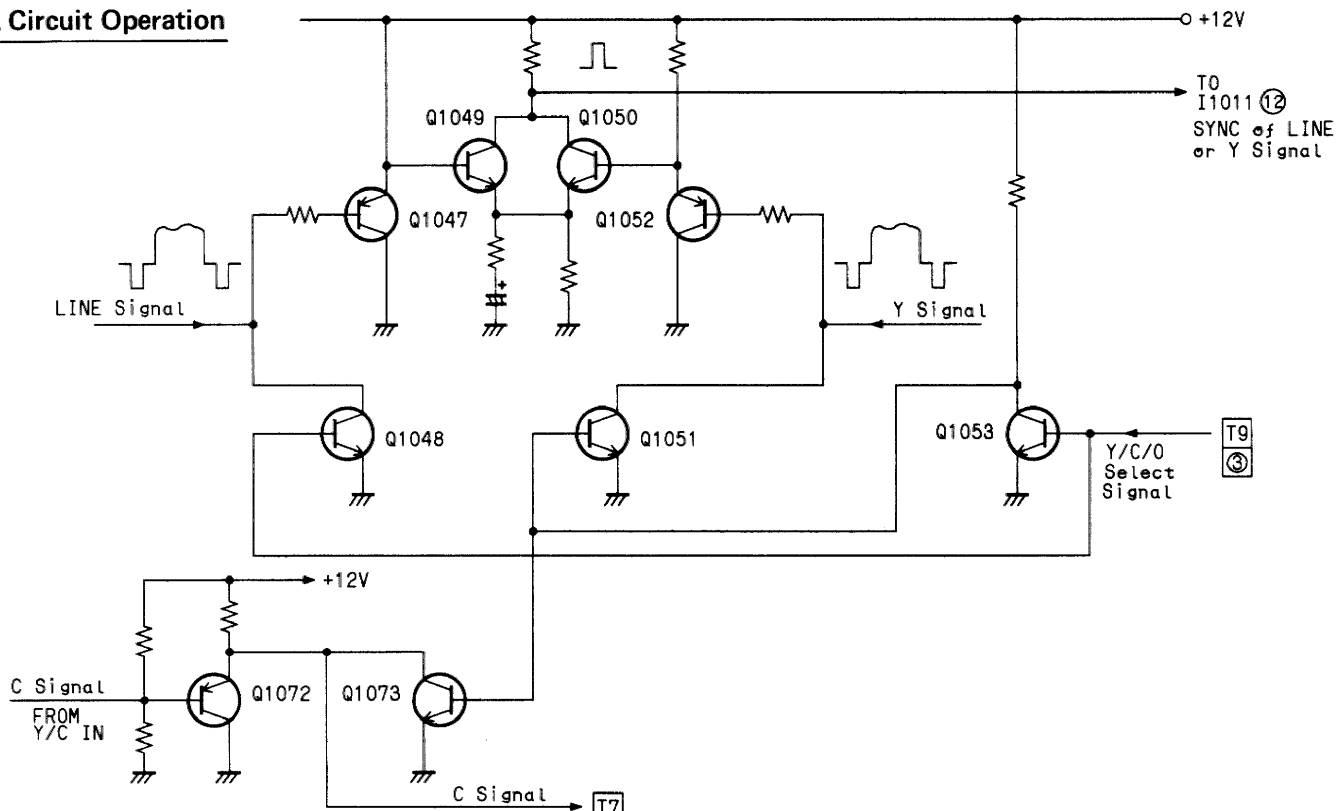 Circuit Operation
+12V
TO
I1011 ⑫
SYNC of LINE
or Y Signal
Q1049
Q1050
Q1047
Q1052
LINE Signal
Y Signal
Q1048
Q1051
Q1053
Y/C/O
Select
Signal
T9
③
+12V
C Signal
FROM
Y/C IN
Q1072
Q1073
C Signal
T7